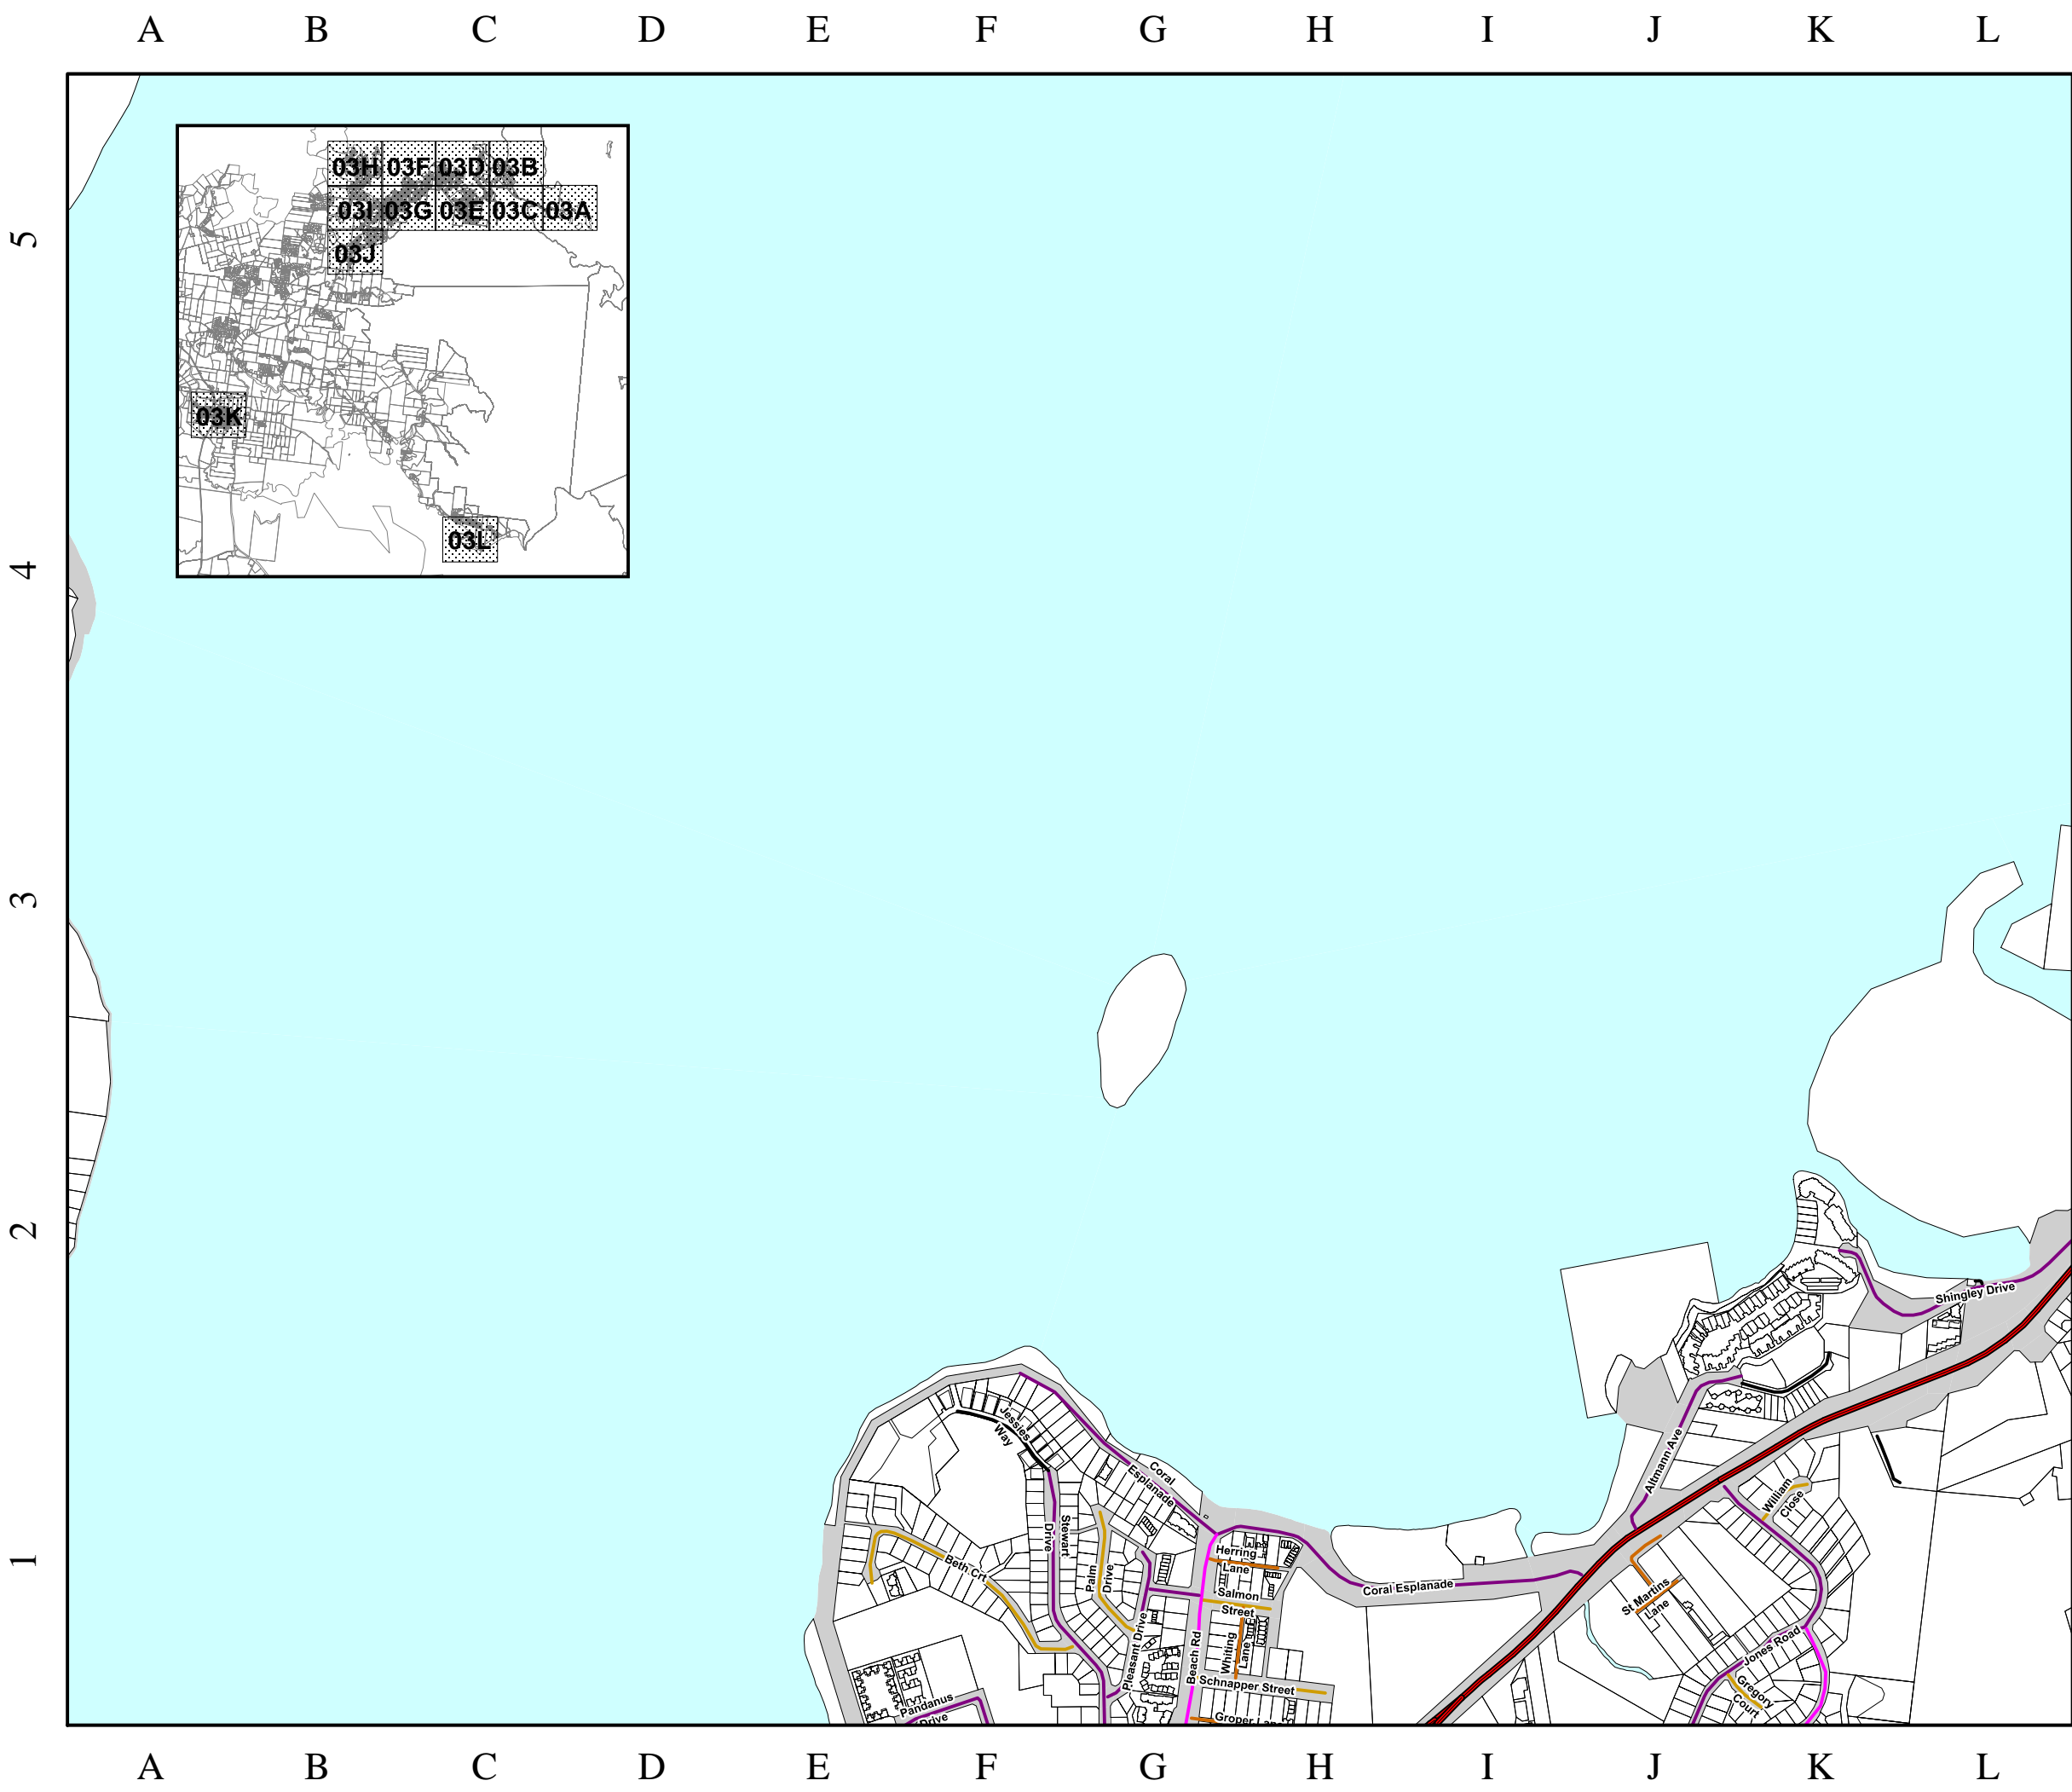 A B C D E F G H I J K L
03H 03F 03D 03B
03I 03G 03E 03C 03A
5
03J
03K
03L
4
3
2
Shingley Drive
Jessies
Way
Coral
Esplanade
Altmann Ave
William
Close
Stewart
Drive
Herring
Lane
Beth Crt
Palm
Drive
Coral Esplanade
1
Salmon
Street
St Martins
Lane
Pleasant Drive
Beach Rd
Whiting
Lane
Jones Road
Schnapper Street
Gregory
Court
Pandanus
Drive
Groper Lane
A B C D E F G H I J K L